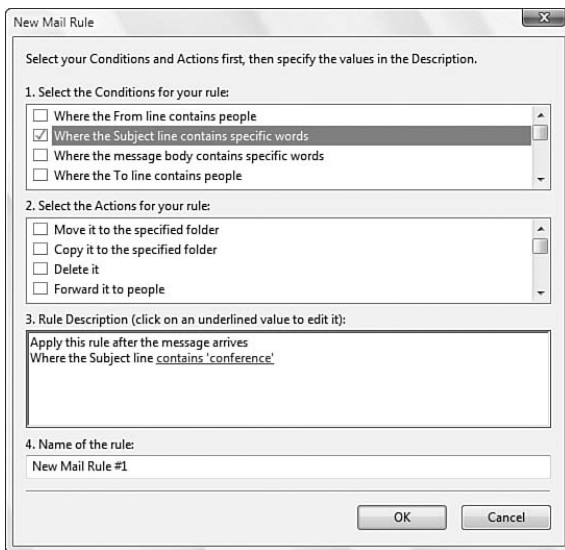 New Mail Rule
Select your Conditions and Actions first, then specify the values in the Description.
1. Select the Conditions for your rule:
Where the From line contains people
Where the Subject line contains specific words
Where the message body contains specific words
Where the To line contains people
2. Select the Actions for your rule:
Move it to the specified folder
Copy it to the specified folder
Delete it
Forward it to people
3. Rule Description (click on an underlined value to edit it):
Apply this rule after the message arrives
Where the Subject line contains 'conference'
4. Name of the rule:
New Mail Rule #1
OK Cancel